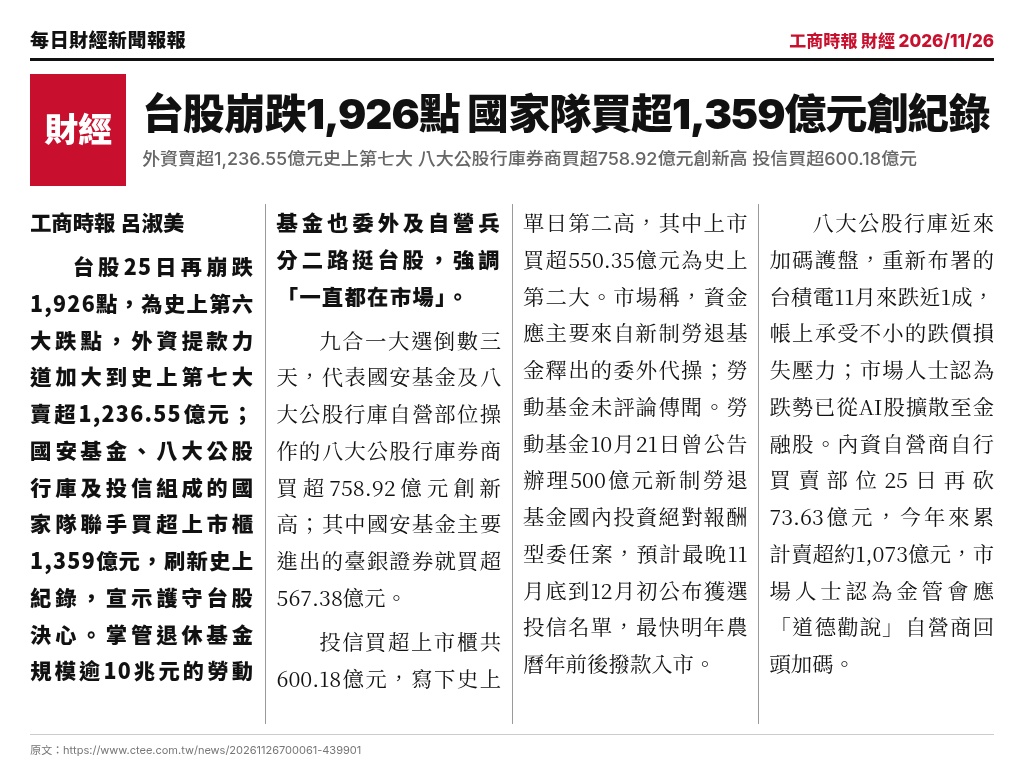 每日財經新聞報報
工商時報 財經 2026/11/26
財經
台股崩跌1,926點 國家隊買超1,359億元創紀錄
外資賣超1,236.55億元史上第七大 八大公股行庫券商買超758.92億元創新高 投信買超600.18億元
工商時報 呂淑美
台股25日再崩跌
1,926點，為史上第六
大跌點，外資提款力
道加大到史上第七大
賣超1,236.55億元；
國安基金、八大公股
行庫及投信組成的國
家隊聯手買超上市櫃
1,359億元，刷新史上
紀錄，宣示護守台股
決心。掌管退休基金
規模逾10兆元的勞動
基金也委外及自營兵
分二路挺台股，強調
「一直都在市場」。
九合一大選倒數三
天，代表國安基金及八
大公股行庫自營部位操
作的八大公股行庫券商
買超758.92億元創新
高；其中國安基金主要
進出的臺銀證券就買超
567.38億元。
投信買超上市櫃共
600.18億元，寫下史上
單日第二高，其中上市
買超550.35億元為史上
第二大。市場稱，資金
應主要來自新制勞退基
金釋出的委外代操；勞
動基金未評論傳聞。勞
動基金10月21日曾公告
辦理500億元新制勞退
基金國內投資絕對報酬
型委任案，預計最晚11
月底到12月初公布獲選
投信名單，最快明年農
曆年前後撥款入市。
八大公股行庫近來
加碼護盤，重新布署的
台積電11月來跌近1成，
帳上承受不小的跌價損
失壓力；市場人士認為
跌勢已從AI股擴散至金
融股。內資自營商自行
買賣部位25日再砍
73.63億元，今年來累
計賣超約1,073億元，市
場人士認為金管會應
「道德勸說」自營商回
頭加碼。
原文：https://www.ctee.com.tw/news/20261126700061-439901